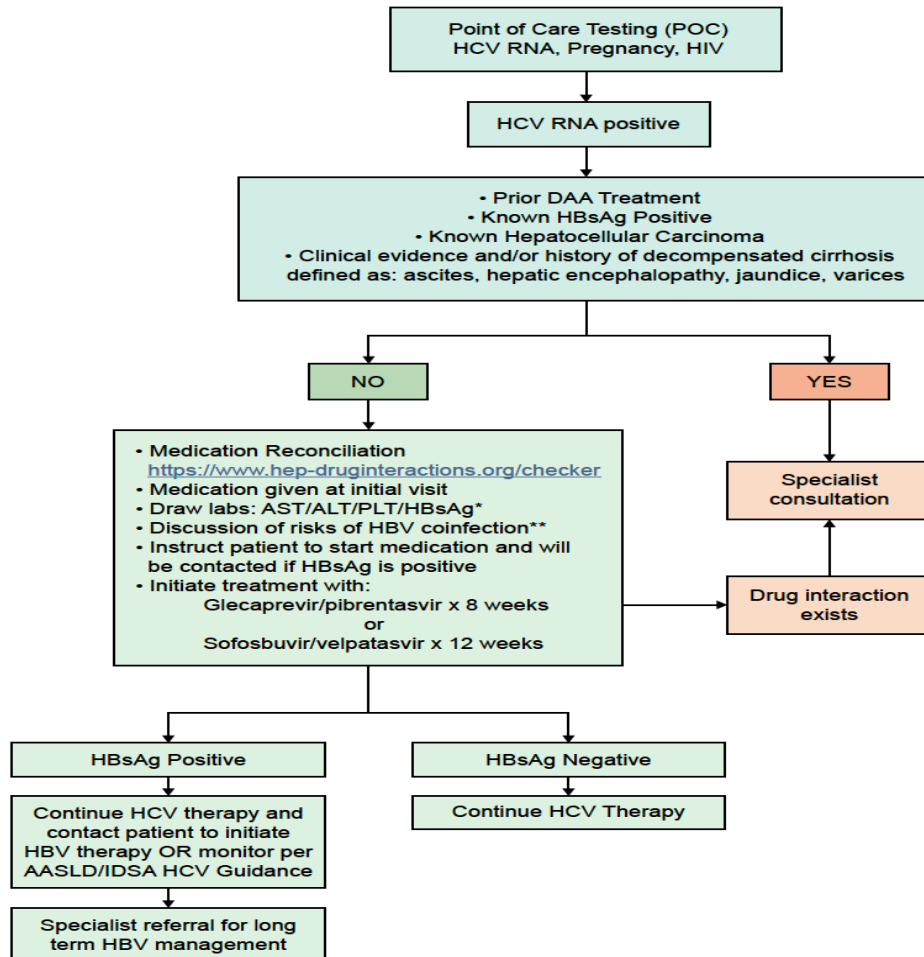 Point of Care Testing (POC)
HCV RNA, Pregnancy, HIV
HCV RNA positive
• Prior DAA Treatment
• Known HBsAg Positive
• Known Hepatocellular Carcinoma
• Clinical evidence and/or history of decompensated cirrhosis
defined as: ascites, hepatic encephalopathy, jaundice, varices
NO
YES
• Medication Reconciliation
https://www.hep-druginteractions.org/checker
• Medication given at initial visit
• Draw labs: AST/ALT/PLT/HBsAg*
• Discussion of risks of HBV coinfection**
• Instruct patient to start medication and will
be contacted if HBsAg is positive
• Initiate treatment with:
Glecaprevir/pibrentasvir x 8 weeks
or
Sofosbuvir/velpatasvir x 12 weeks
Specialist
consultation
Drug interaction
exists
HBsAg Positive
HBsAg Negative
Continue HCV therapy and
contact patient to initiate
HBV therapy OR monitor per
AASLD/IDSA HCV Guidance
Continue HCV Therapy
Specialist referral for long
term HBV management